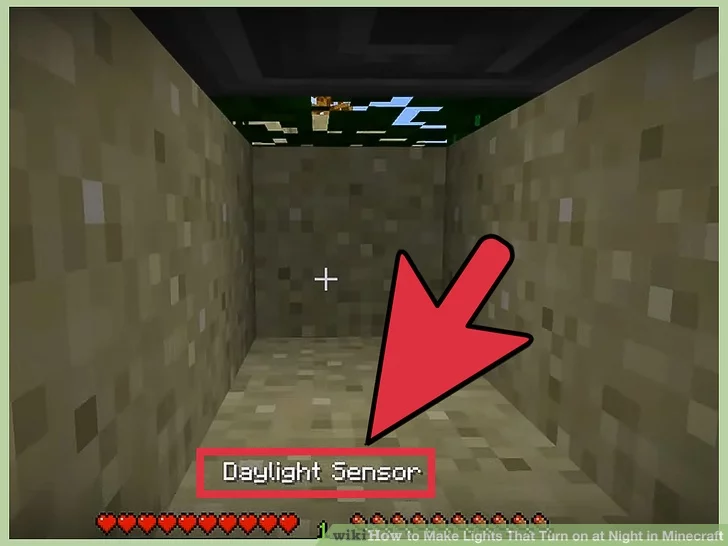 Daylight Sensor
wikiHow to Make Lights That Turn on at Night in Minecraft